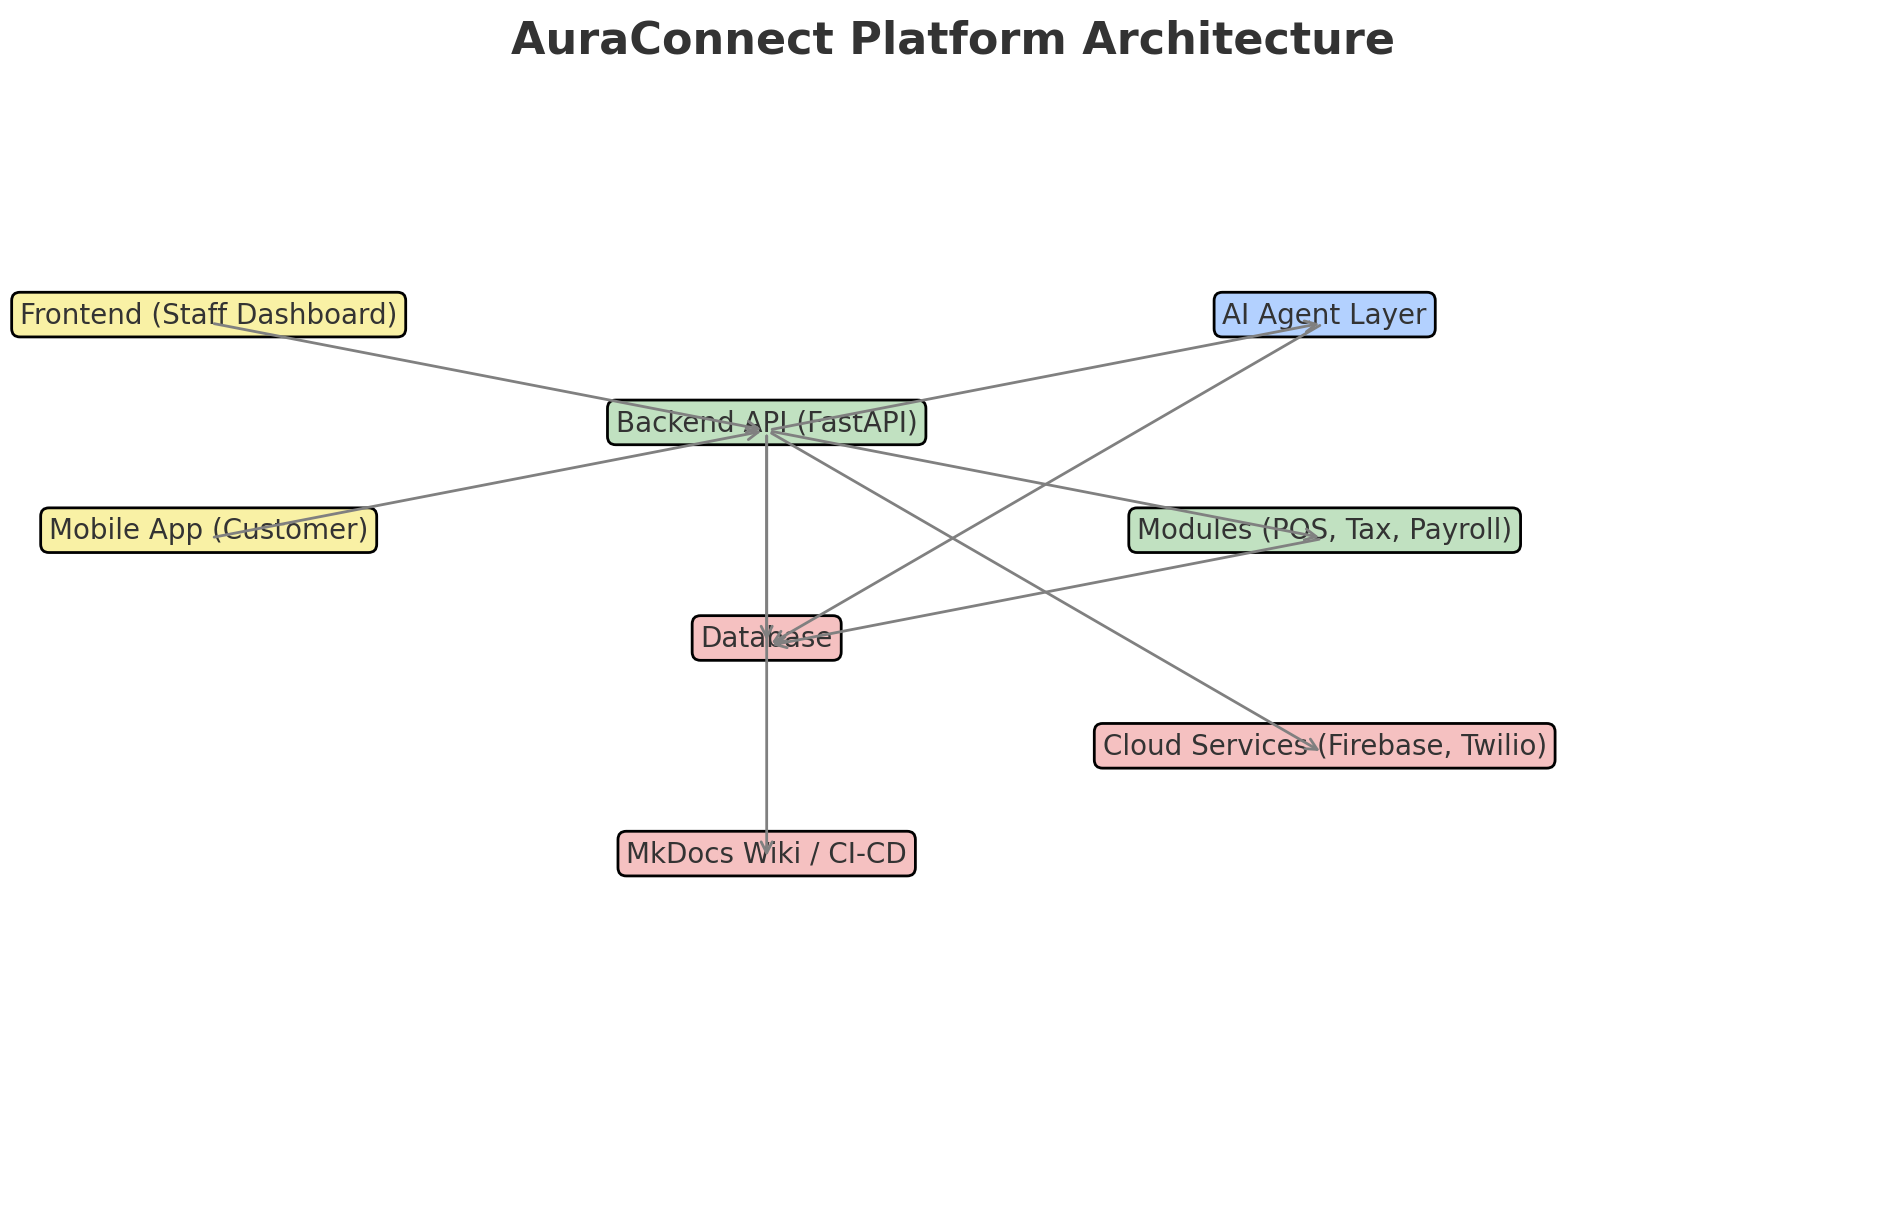 AuraConnect Platform Architecture
Frontend (Staff Dashboard)
AI Agent Layer
Backend API (FastAPI)
Mobile App (Customer)
Modules (POS, Tax, Payroll)
Database
Cloud Services (Firebase, Twilio)
MkDocs Wiki / CI-CD